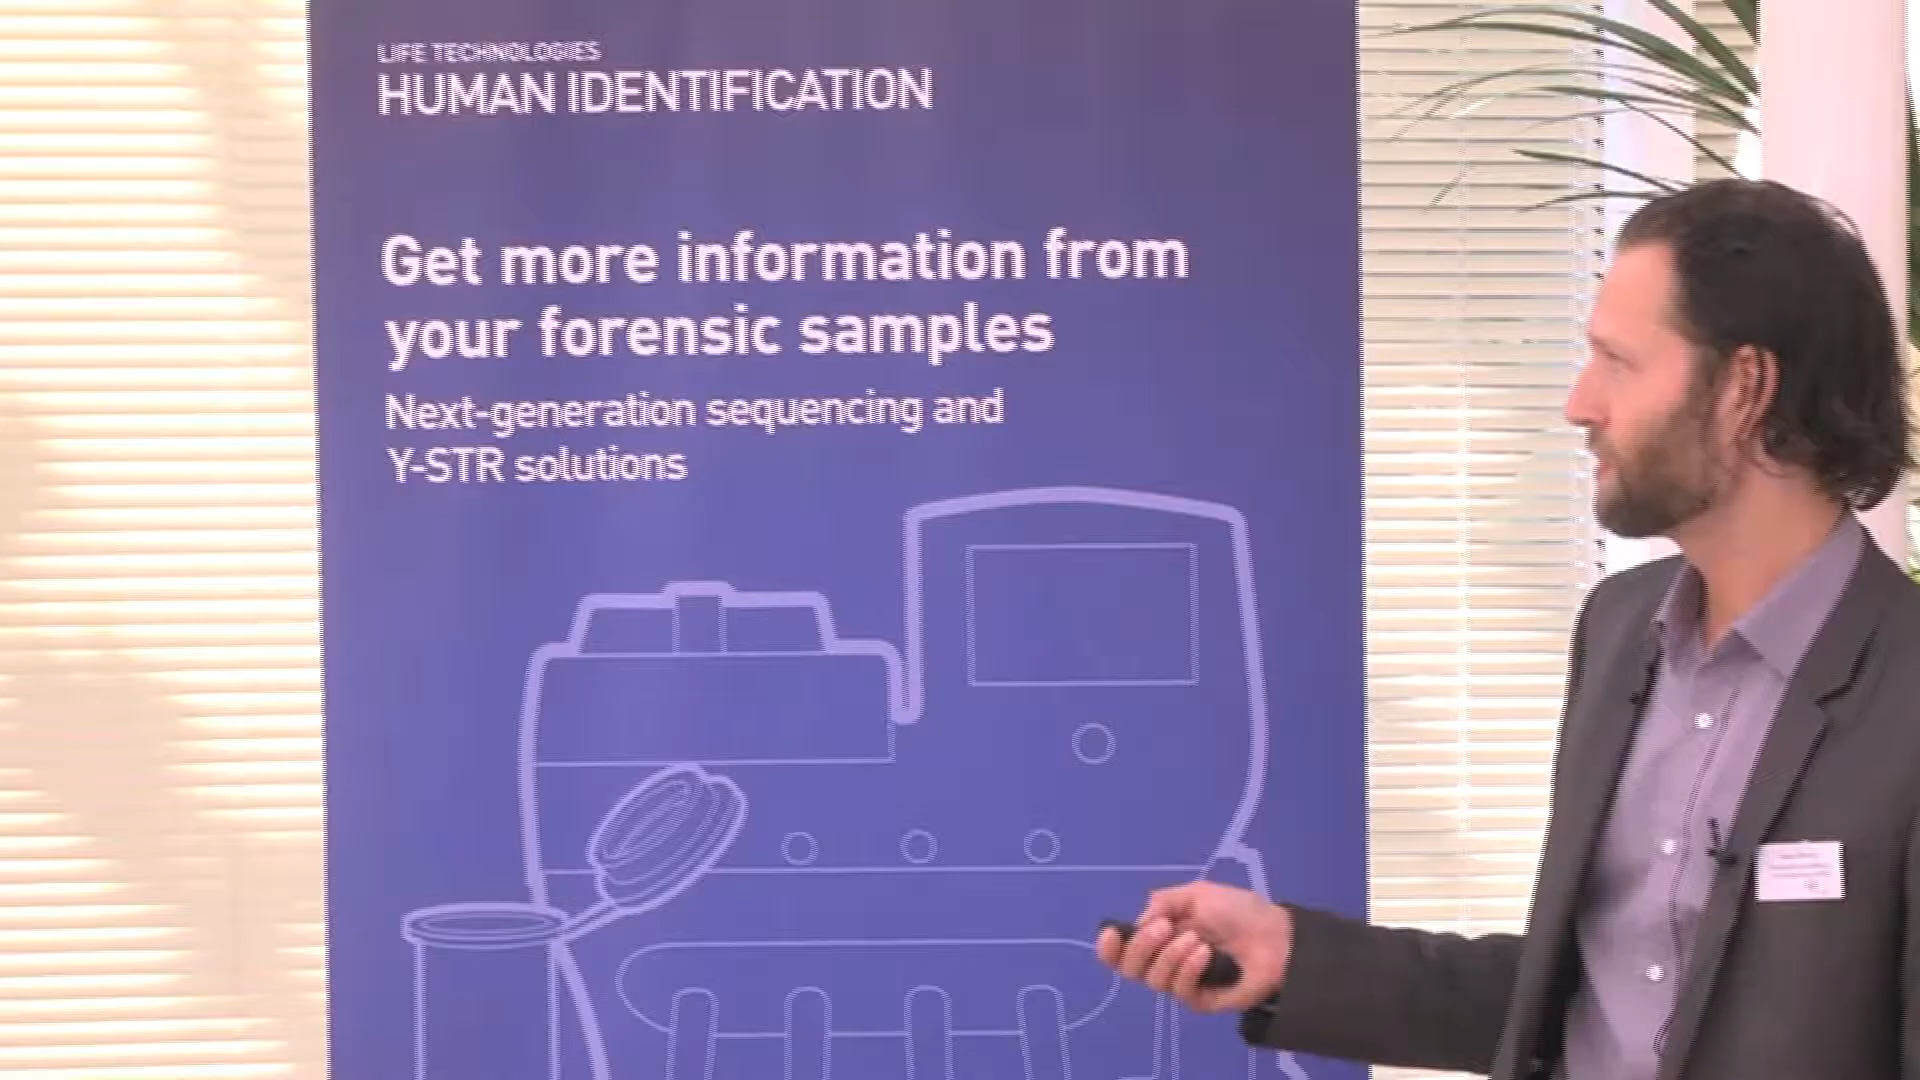 LIFE TECHNOLOGIES
HUMAN IDENTIFICATION
Get more information from
your forensic samples
Next-generation sequencing and
Y-STR solutions